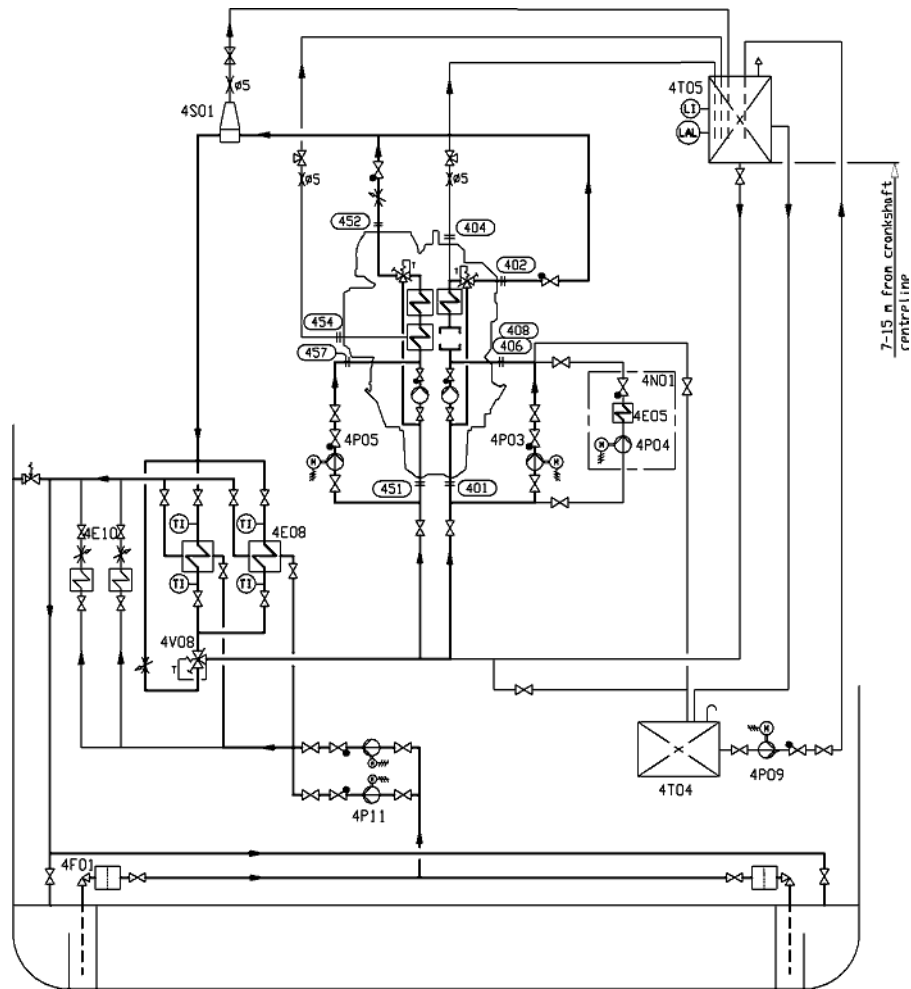 ø5
4S01
4T05
LI
LAL
ø5
ø5
452
404
T
T
402
454
408
457
406
4N01
4E05
4P05
4P03
4P04
M
M
M
451
401
7-15 m from crankshaft
centreline
TI
TI
4E10
4E08
TI
TI
4V08
T
M
M
M
4P09
4T04
4P11
4F01